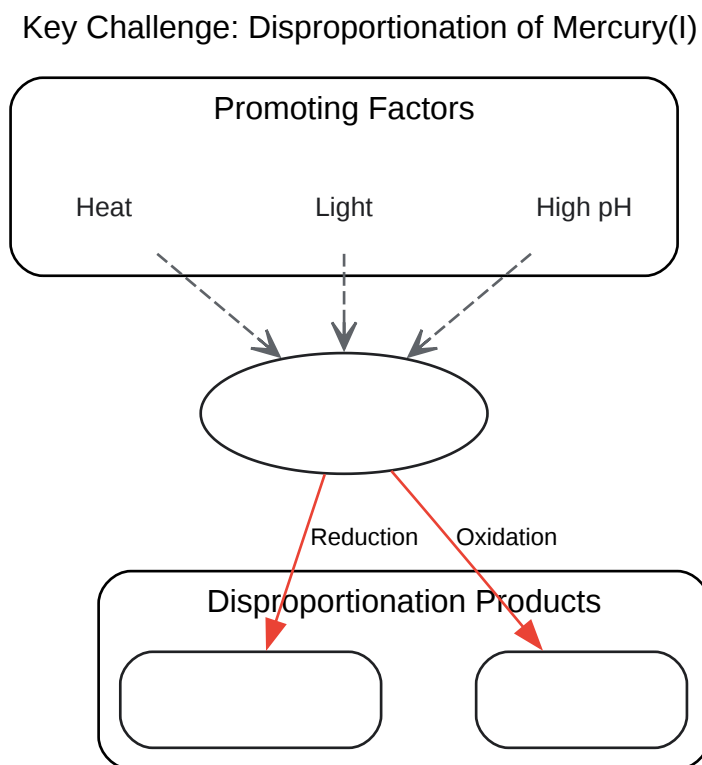 Key Challenge: Disproportionation of Mercury(I)
Promoting Factors
Heat
Light
High pH
Reduction
Oxidation
Disproportionation Products